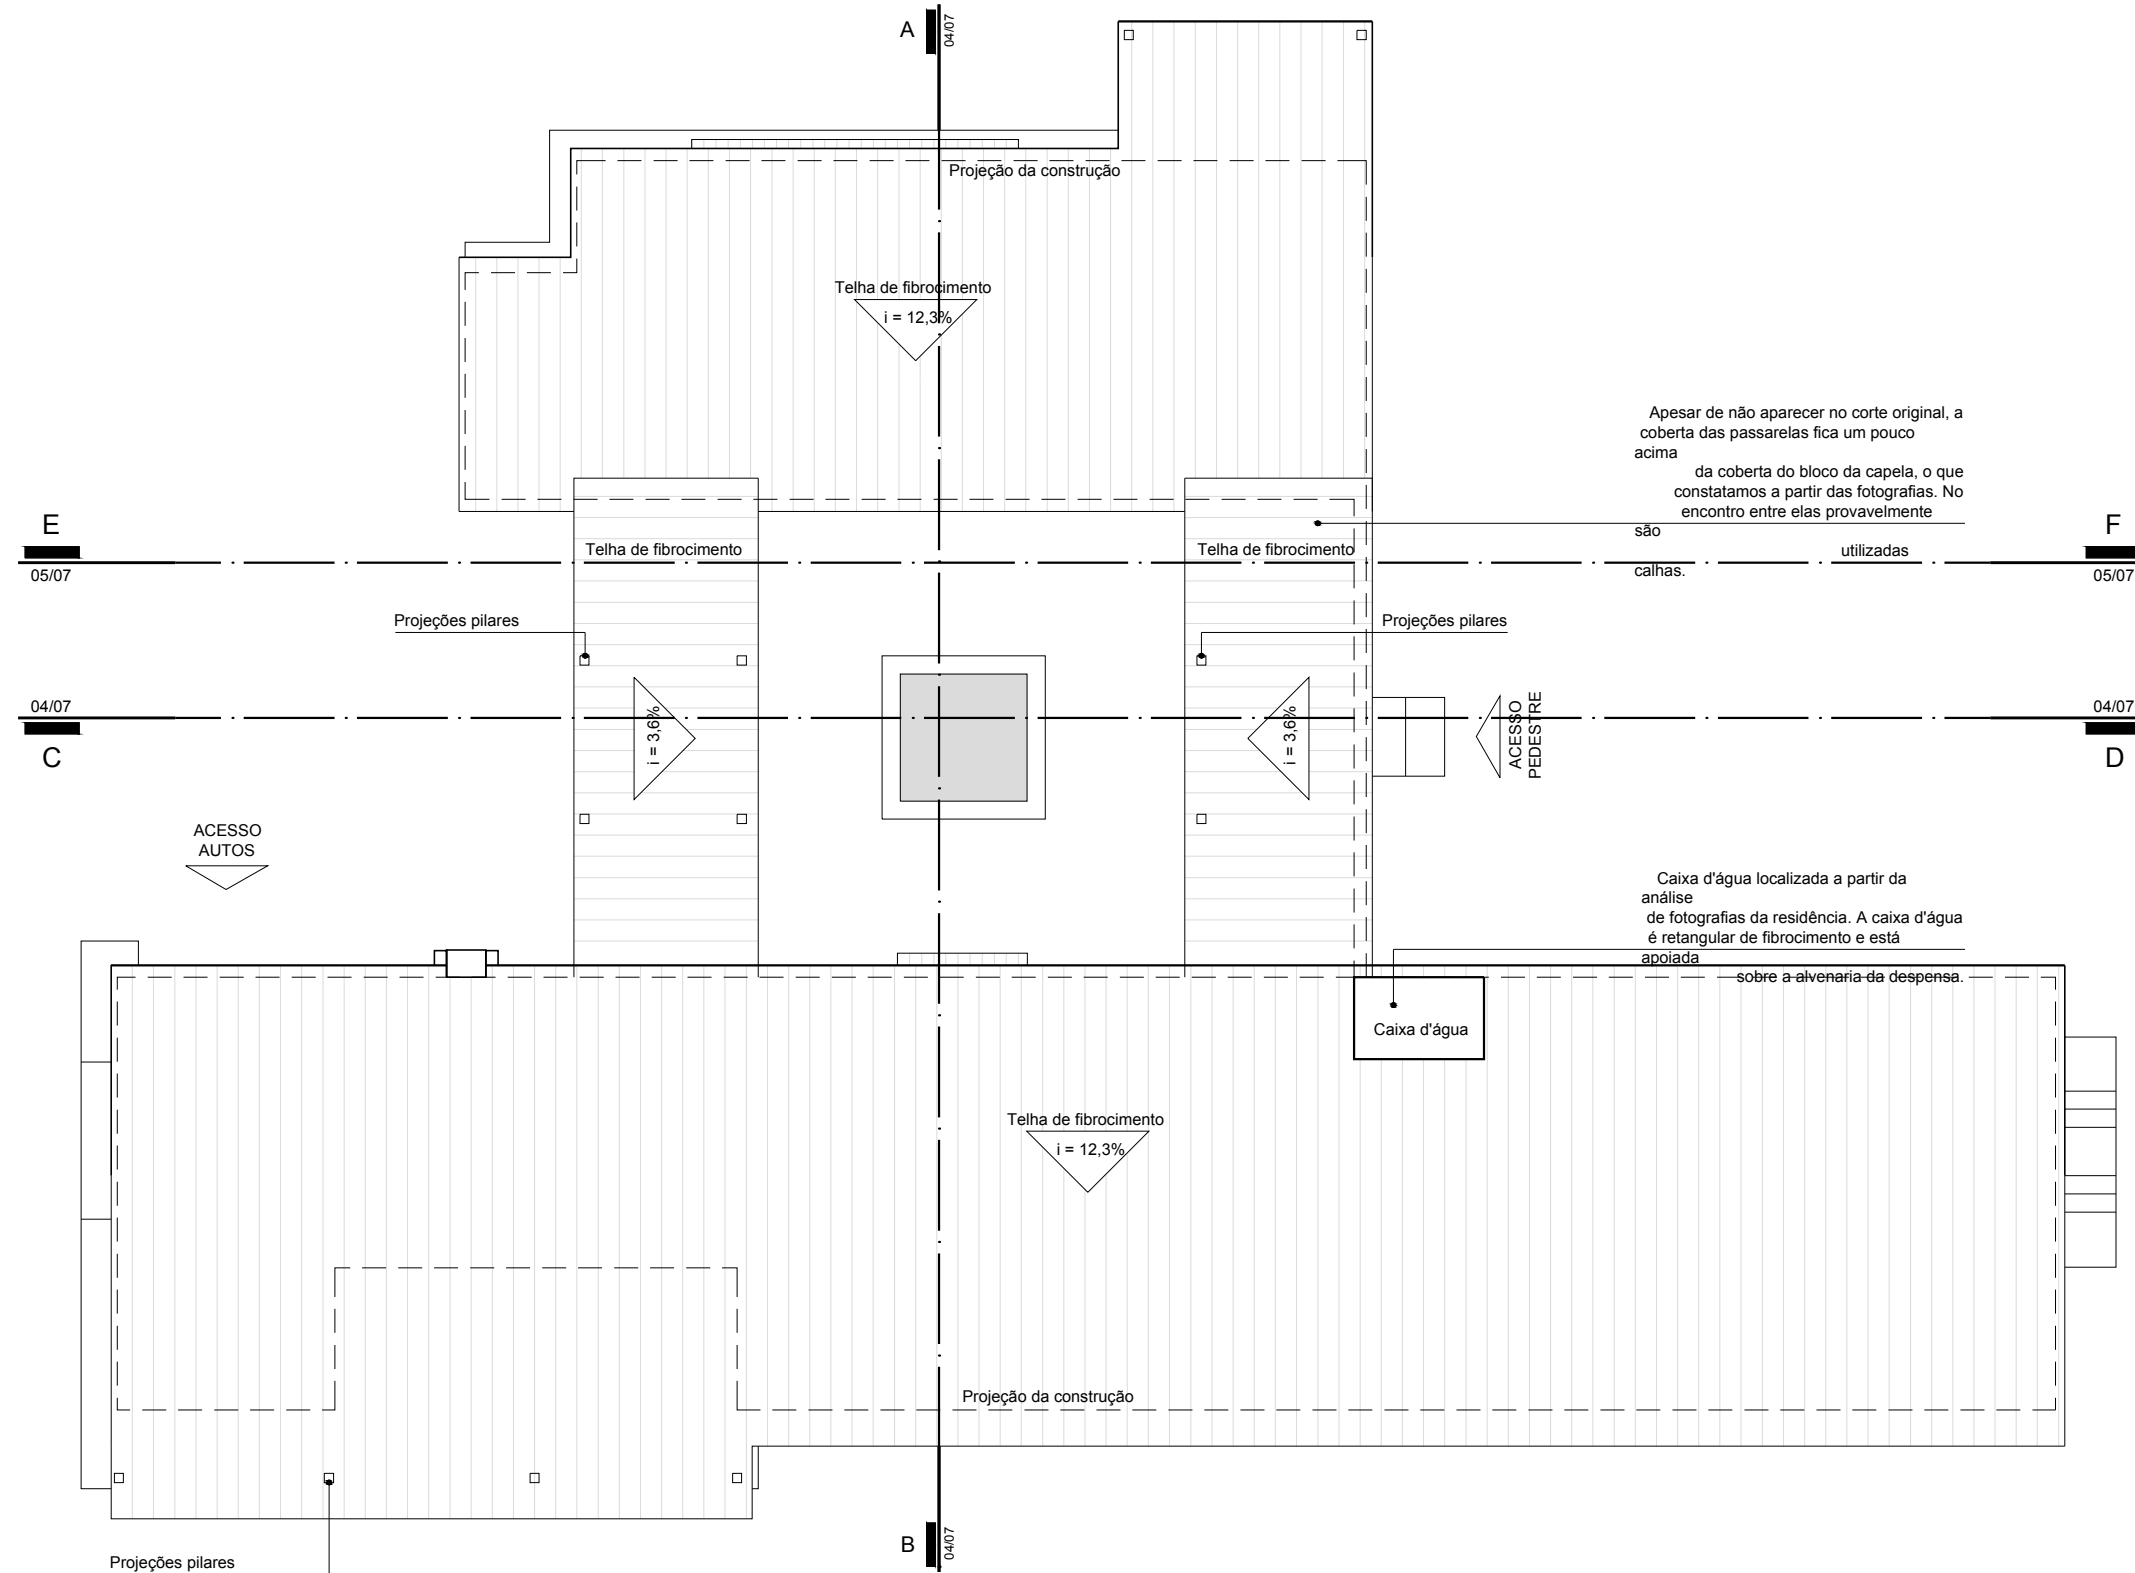 A
04/07
Projeção da construção
Telha de fibrocimento
i = 12,3%
Apesar de não aparecer no corte original, a
coberta das passarelas fica um pouco
acima
da coberta do bloco da capela, o que
constatamos a partir das fotografias. No
encontro entre elas provavelmente
são
utilizadas
calhas.
E
05/07
Telha de fibrocimento
Telha de fibrocimento
F
05/07
Projeções pilares
Projeções pilares
04/07
C
i = 3,6%
i = 3,6%
ACESSO
PEDESTRE
04/07
D
ACESSO
AUTOS
Caixa d'água localizada a partir da
análise
de fotografias da residência. A caixa d'água
é retangular de fibrocimento e está
apoiada
sobre a alvenaria da despensa.
Caixa d'água
Telha de fibrocimento
i = 12,3%
Projeção da construção
B
04/07
Projeções pilares